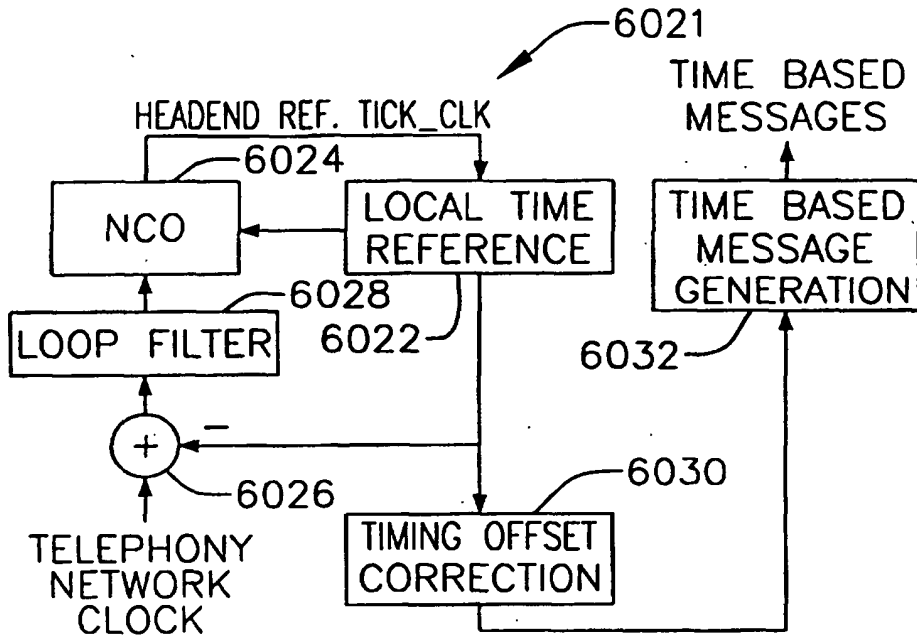 6021
TIME BASED
MESSAGES
HEADEND REF. TICK_CLK
6024
NCO
LOCAL TIME
REFERENCE
TIME BASED
MESSAGE
GENERATION
6028
6022
LOOP FILTER
6032
+
−
6026
6030
TELEPHONY
NETWORK
CLOCK
TIMING OFFSET
CORRECTION